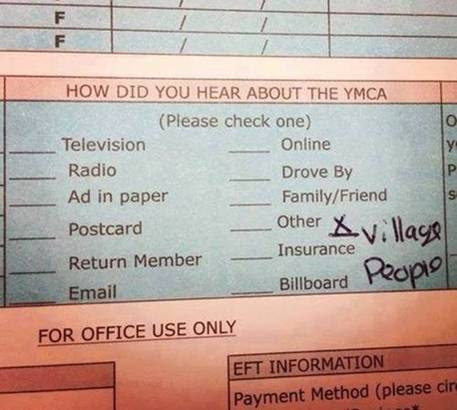 F / /
F / /
HOW DID YOU HEAR ABOUT THE YMCA
(Please check one)
Television Online
Radio Drove By
Ad in paper Family/Friend
Postcard Other X Village
Return Member Insurance People
Email Billboard
FOR OFFICE USE ONLY
EFT INFORMATION
Payment Method (please cir